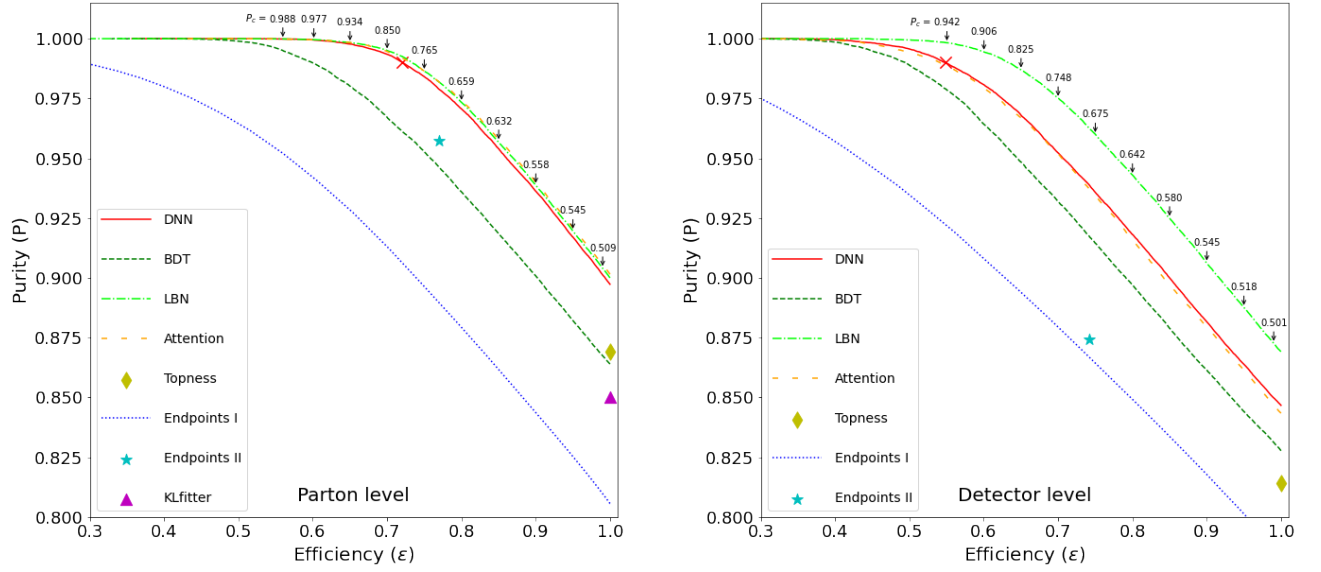 P_c = 0.988
0.977
0.934
0.850
0.765
0.659
0.632
0.558
0.545
0.509
1.000
0.975
0.950
0.925
0.900
0.875
0.850
0.825
0.800
Purity (P)
DNN
BDT
LBN
Attention
Topness
Endpoints I
Endpoints II
KLfitter
Parton level
0.3 0.4 0.5 0.6 0.7 0.8 0.9 1.0
Efficiency (ε)
P_c = 0.942
0.906
0.825
0.748
0.675
0.642
0.580
0.545
0.518
0.501
1.000
0.975
0.950
0.925
0.900
0.875
0.850
0.825
0.800
Purity (P)
DNN
BDT
LBN
Attention
Topness
Endpoints I
Endpoints II
Detector level
0.3 0.4 0.5 0.6 0.7 0.8 0.9 1.0
Efficiency (ε)